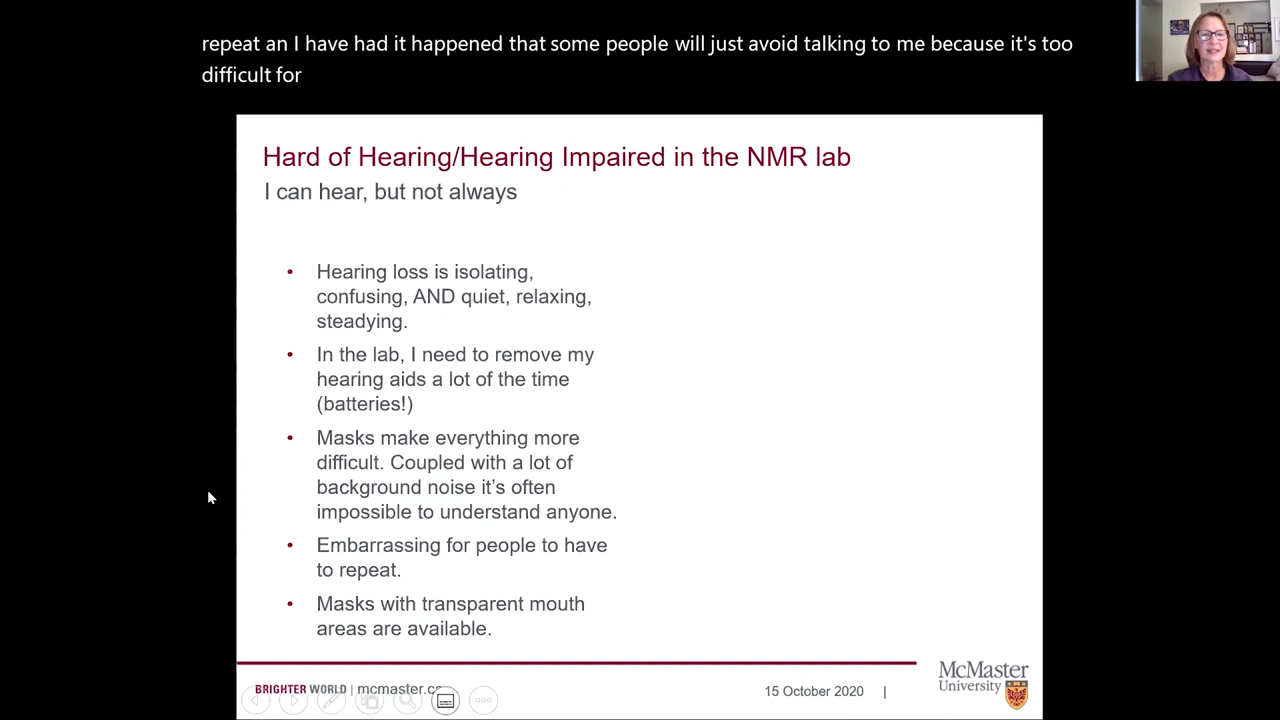 repeat an I have had it happened that some people will just avoid talking to me because it's too
difficult for
Hard of Hearing/Hearing Impaired in the NMR lab
I can hear, but not always
• Hearing loss is isolating,
confusing, AND quiet, relaxing,
steadying.
• In the lab, I need to remove my
hearing aids a lot of the time
(batteries!)
• Masks make everything more
difficult. Coupled with a lot of
background noise it’s often
impossible to understand anyone.
• Embarrassing for people to have
to repeat.
• Masks with transparent mouth
areas are available.
BRIGHTER WORLD | mcmaster.ca
15 October 2020 |
McMaster
University